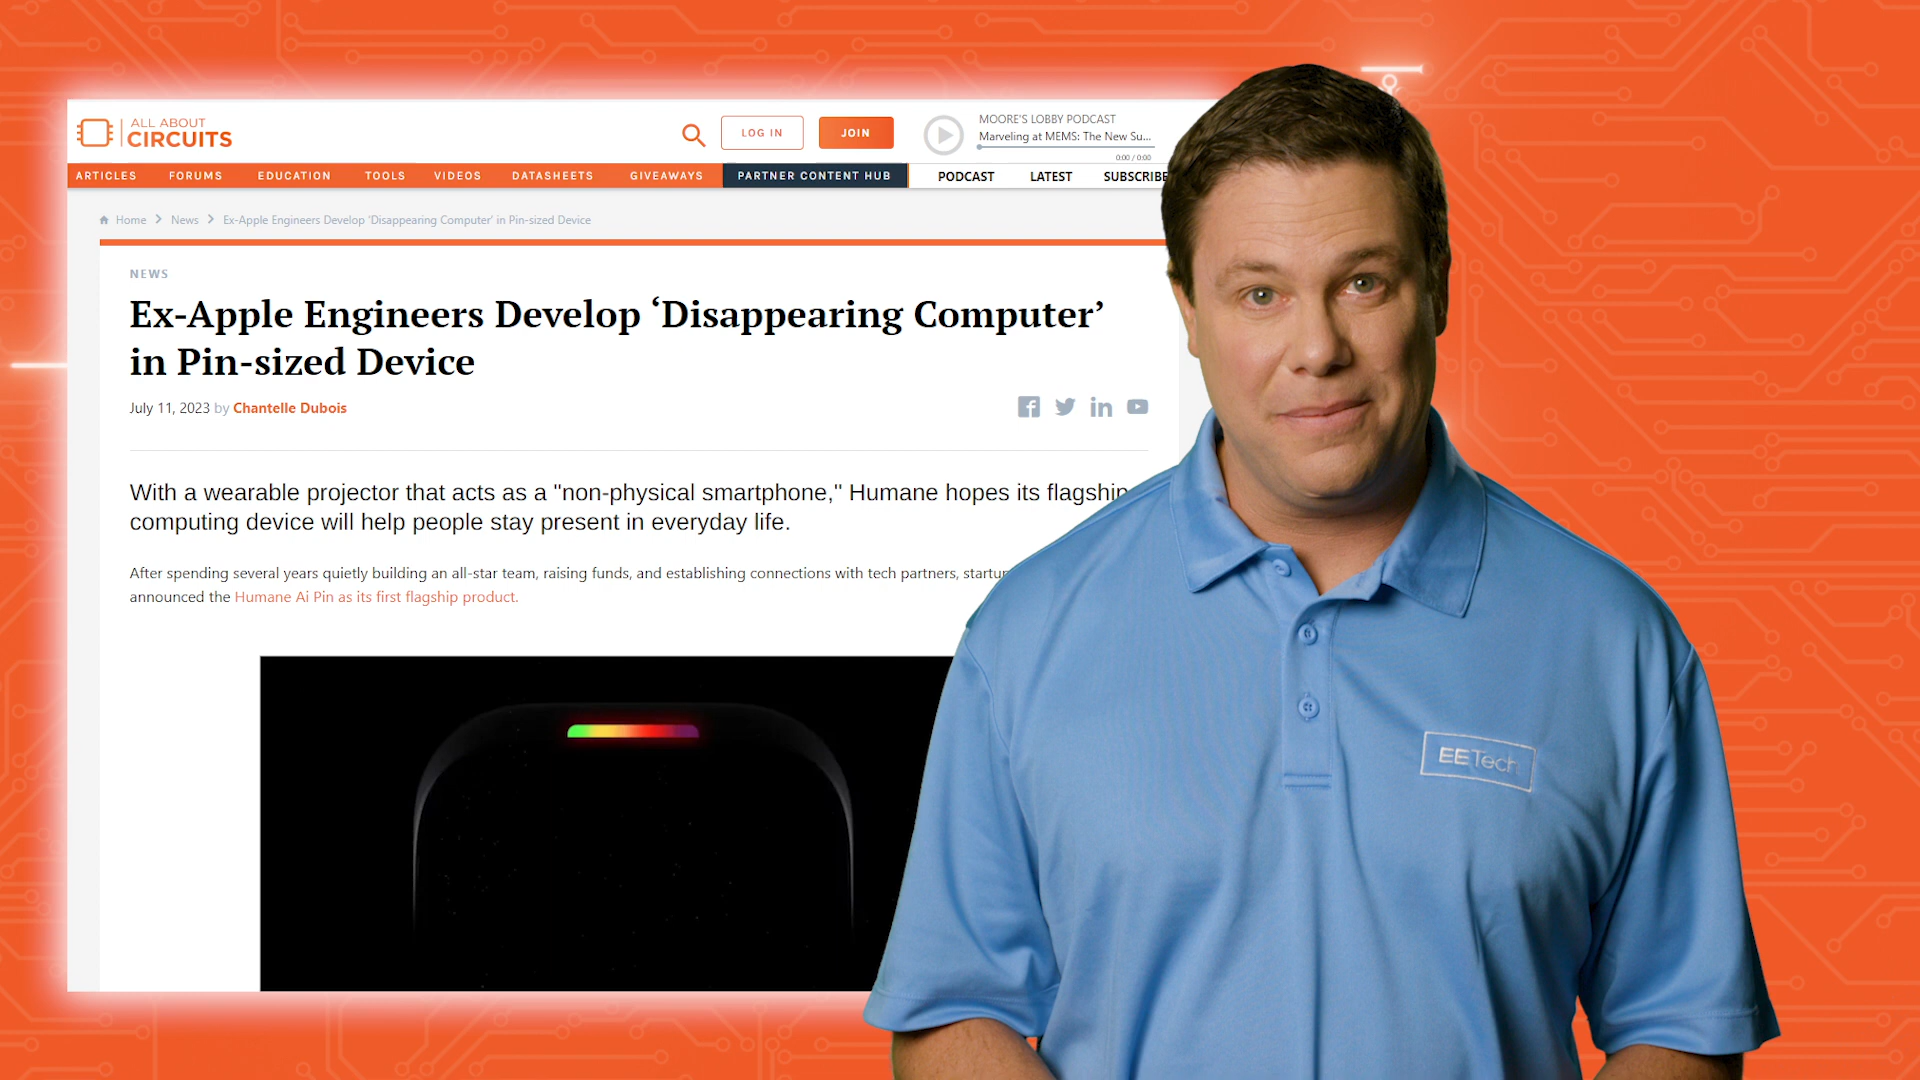 ALL ABOUT
CIRCUITS
LOG IN
JOIN
MOORE'S LOBBY PODCAST
Marveling at MEMS: The New Su...
0:00 / 0:00
ARTICLES FORUMS EDUCATION TOOLS VIDEOS DATASHEETS GIVEAWAYS PARTNER CONTENT HUB PODCAST LATEST SUBSCRIBE
Home > News > Ex-Apple Engineers Develop 'Disappearing Computer' in Pin-sized Device
NEWS
Ex-Apple Engineers Develop ‘Disappearing Computer’
in Pin-sized Device
July 11, 2023 by Chantelle Dubois
With a wearable projector that acts as a "non-physical smartphone," Humane hopes its flagship
computing device will help people stay present in everyday life.
After spending several years quietly building an all-star team, raising funds, and establishing connections with tech partners,
announced the Humane Ai Pin as its first flagship product.
EETech